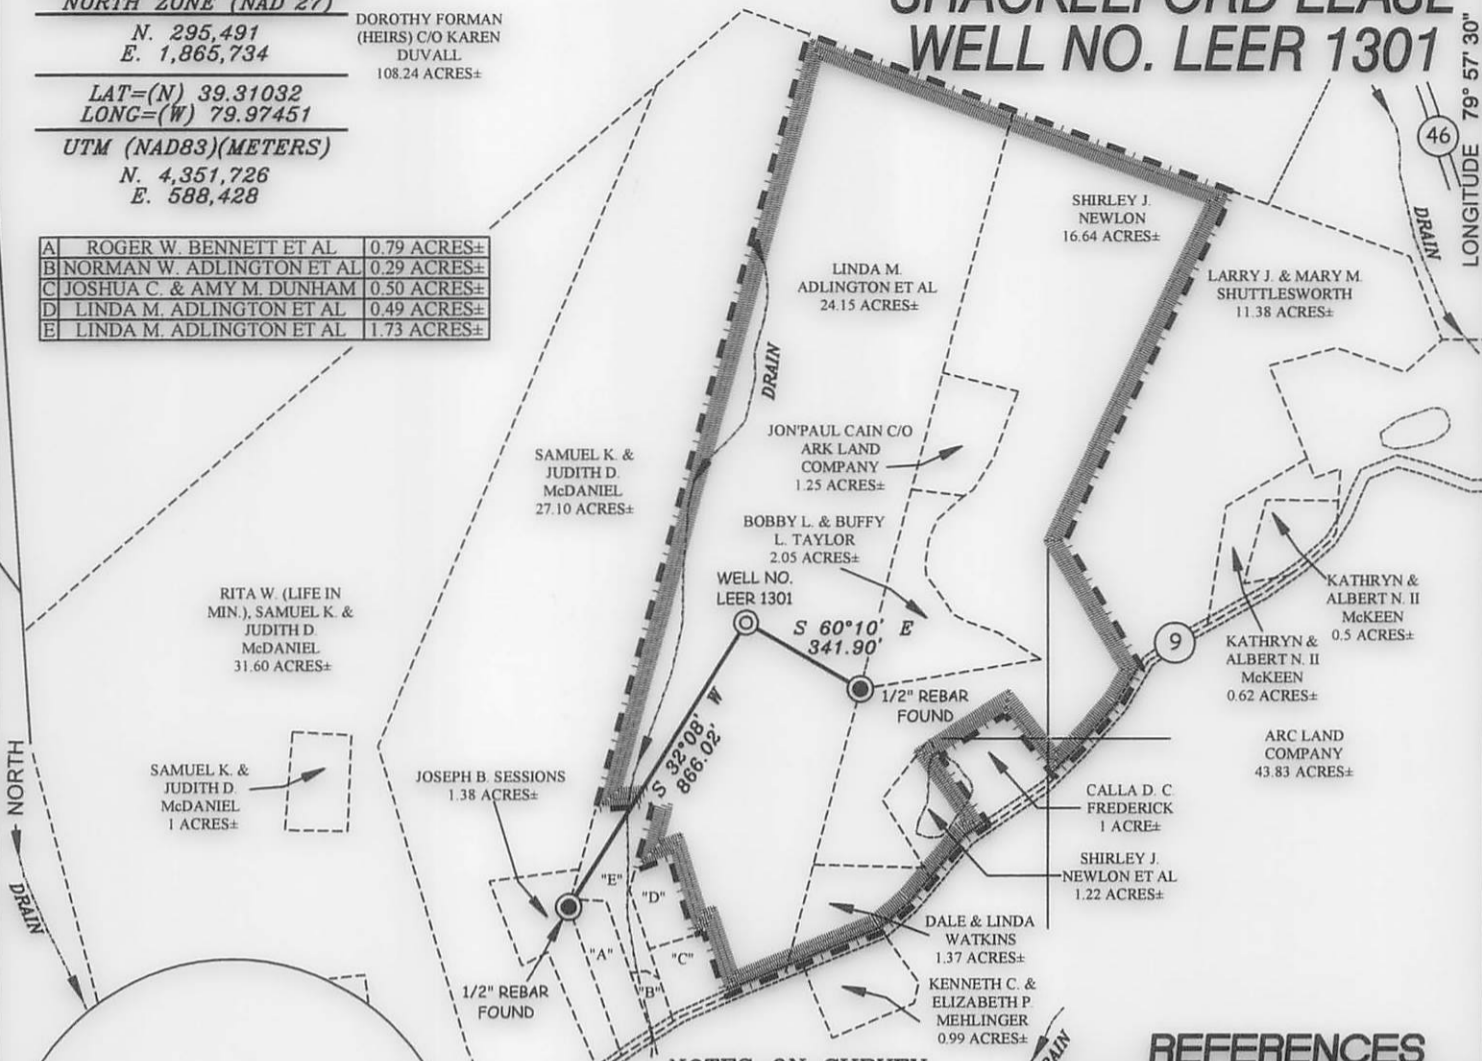 NORTH ZONE (NAD 27)
N. 295,491
E. 1,865,734
LAT=(N) 39.31032
LONG=(W) 79.97451
UTM (NAD83)(METERS)
N. 4,351,726
E. 588,428
DOROTHY FORMAN
(HEIRS) C/O KAREN
DUVALL
108.24 ACRES±
SHACKELFORD LEASE
WELL NO. LEER 1301
LONGITUDE 79° 57' 30"
46
DRAIN
A ROGER W. BENNETT ET AL 0.79 ACRES±
B NORMAN W. ADLINGTON ET AL 0.29 ACRES±
C JOSHUA C. & AMY M. DUNHAM 0.50 ACRES±
D LINDA M. ADLINGTON ET AL 0.49 ACRES±
E LINDA M. ADLINGTON ET AL 1.73 ACRES±
SHIRLEY J.
NEWLON
16.64 ACRES±
LINDA M.
ADLINGTON ET AL
24.15 ACRES±
LARRY J. & MARY M.
SHUTTLESWORTH
11.38 ACRES±
DRAIN
JON'PAUL CAIN C/O
ARK LAND
COMPANY
1.25 ACRES±
SAMUEL K. &
JUDITH D.
McDANIEL
27.10 ACRES±
BOBBY L. & BUFFY
L. TAYLOR
2.05 ACRES±
WELL NO.
LEER 1301
S 60°10' E
341.90'
RITA W. (LIFE IN
MIN.), SAMUEL K. &
JUDITH D.
McDANIEL
31.60 ACRES±
KATHRYN &
ALBERT N. II
McKEEN
0.5 ACRES±
9
KATHRYN &
ALBERT N. II
McKEEN
0.62 ACRES±
1/2" REBAR
FOUND
S 32°08' W
866.02'
ARC LAND
COMPANY
43.83 ACRES±
NORTH
SAMUEL K. &
JUDITH D.
McDANIEL
1 ACRES±
JOSEPH B. SESSIONS
1.38 ACRES±
CALLA D. C.
FREDERICK
1 ACRE±
SHIRLEY J.
NEWLON ET AL
1.22 ACRES±
"E"
"D"
DRAIN
DALE & LINDA
WATKINS
1.37 ACRES±
"A"
"C"
"B"
1/2" REBAR
FOUND
KENNETH C. &
ELIZABETH P.
MEHLINGER
0.99 ACRES±
DRAIN
NOTES ON SURVEY
REFERENCES